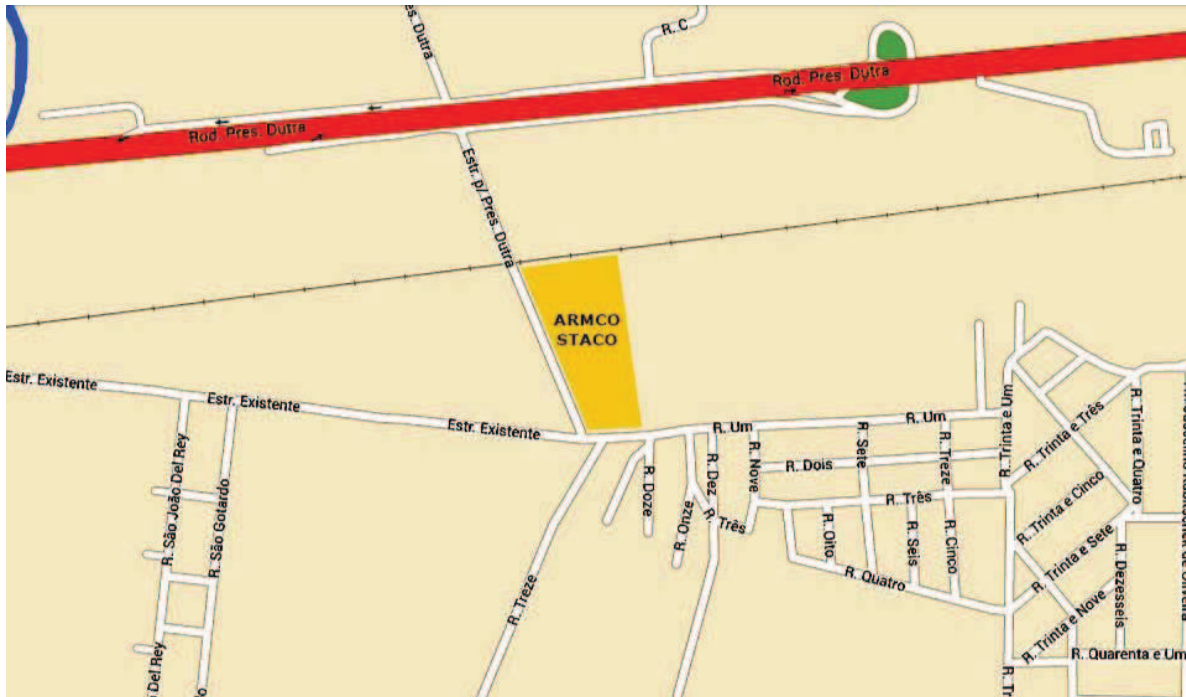 es. Dutra
R. C
Rod. Pres. Dutra
Rod. Pres. Dutra
Estr. p/ Pres. Dutra
ARMCO
STACO
Estr. Existente
Estr. Existente
Estr. Existente
R. Um
R. Um
R. Trinta e Um
R. Trinta e Três
R. Trinta e Quatro
R. São João Del Rey
R. São Gotardo
R. Doze
R. Dez
R. Nove
R. Dois
R. Sete
R. Treze
R. Três
R. Onze
R. Três
R. Oito
R. Seis
R. Cinco
R. Trinta e Cinco
R. Trinta e Sete
R. Quatro
R. Treze
R. Dezesseis
R. Trinta e Nove
R. Quarenta e Um
Del Rey
do
R. Tr